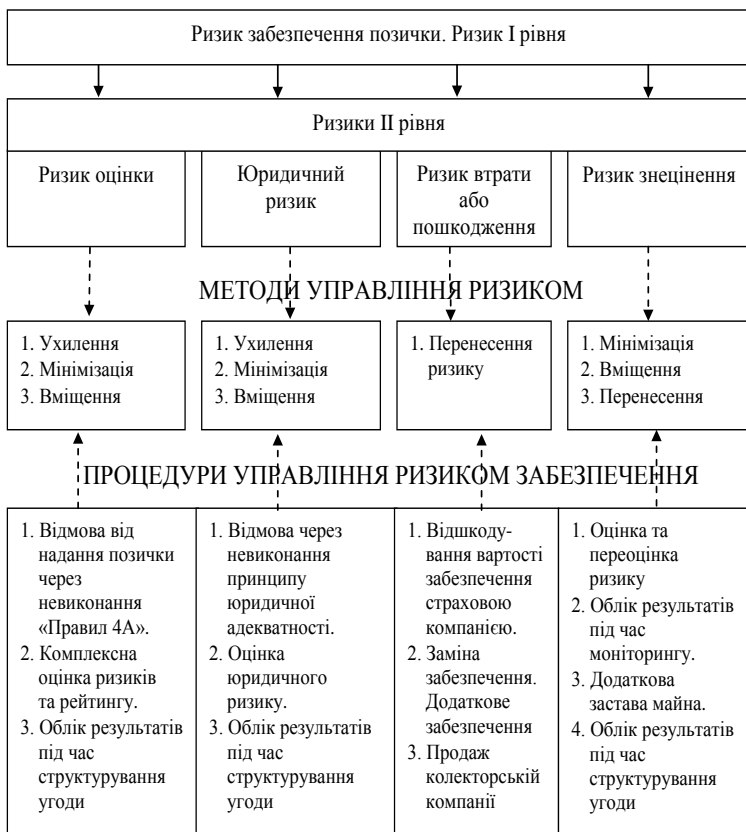 Ризик забезпечення позички. Ризик І рівня
Ризики ІІ рівня
Ризик оцінки
Юридичний
ризик
Ризик втрати
або
пошкодження
Ризик знецінення
МЕТОДИ УПРАВЛІННЯ РИЗИКОМ
1. Ухилення
2. Мінімізація
3. Вміщення
1. Ухилення
2. Мінімізація
3. Вміщення
1. Перенесення
ризику
1. Мінімізація
2. Вміщення
3. Перенесення
ПРОЦЕДУРИ УПРАВЛІННЯ РИЗИКОМ ЗАБЕЗПЕЧЕННЯ
1. Відмова від
надання позички
через
невиконання
«Правил 4А».
2. Комплексна
оцінка ризиків
та рейтингу.
3. Облік результатів
під час
структурування
угоди
1. Відмова через
невиконання
принципу
юридичної
адекватності.
2. Оцінка
юридичного
ризику.
3. Облік результатів
під час
структурування
угоди
1. Відшкоду-
вання вартості
забезпечення
страховою
компанією.
2. Заміна
забезпечення.
Додаткове
забезпечення
3. Продаж
колекторській
компанії
1. Оцінка та
переоцінка
ризику
2. Облік результатів
під час
моніторингу.
3. Додаткова
застава майна.
4. Облік результатів
під час
структурування
угоди